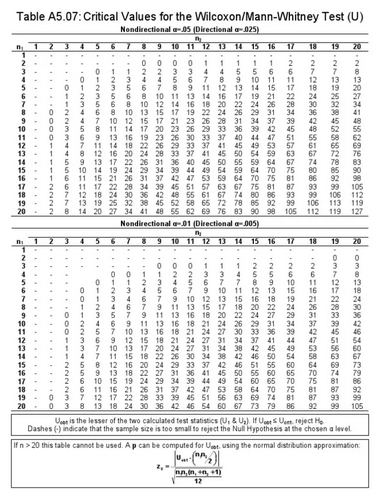 Table A5.07: Critical Values for the Wilcoxon/Mann-Whitney Test (U)
Nondirectional α=.05 (Directional α=.025)
n₂
n₁ 1 2 3 4 5 6 7 8 9 10 11 12 13 14 15 16 17 18 19 20
1 - - - - - - - - - - - - - - - - - - - -
2 - - - - - - - 0 0 0 0 1 1 1 1 1 2 2 2 2
3 - - - - 0 1 1 2 2 3 3 4 4 5 5 6 6 7 7 8
4 - - - 0 1 2 3 4 4 5 6 7 8 9 10 11 11 12 13 13
5 - - 0 1 2 3 5 6 7 8 9 11 12 13 14 15 17 18 19 20
6 - - 1 2 3 5 6 8 10 11 13 14 16 17 19 21 22 24 25 27
7 - - 1 3 5 6 8 10 12 14 16 18 20 22 24 26 28 30 32 34
8 - 0 2 4 6 8 10 13 15 17 19 22 24 26 29 31 34 36 38 41
9 - 0 2 4 7 10 12 15 17 21 23 26 28 31 34 37 39 42 45 48
10 - 0 3 5 8 11 14 17 20 23 26 29 33 36 39 42 45 48 52 55
11 - 0 3 6 9 13 16 19 23 26 30 33 37 40 44 47 51 55 58 62
12 - 1 4 7 11 14 18 22 26 29 33 37 41 45 49 53 57 61 65 69
13 - 1 4 8 12 16 20 24 28 33 37 41 45 50 54 59 63 67 72 76
14 - 1 5 9 13 17 22 26 31 36 40 45 50 55 59 64 67 74 78 83
15 - 1 5 10 14 19 24 29 34 39 44 49 54 59 64 70 75 80 85 90
16 - 1 6 11 15 21 26 31 37 42 47 53 59 64 70 75 81 86 92 98
17 - 2 6 11 17 22 28 34 39 45 51 57 63 67 75 81 87 93 99 105
18 - 2 7 12 18 24 30 36 42 48 55 61 67 74 80 86 93 99 106 112
19 - 2 7 13 19 25 32 38 45 52 58 65 72 78 85 92 99 106 113 119
20 - 2 8 14 20 27 34 41 48 55 62 69 76 83 90 98 105 112 119 127
Nondirectional α=.01 (Directional α=.005)
n₂
n₁ 1 2 3 4 5 6 7 8 9 10 11 12 13 14 15 16 17 18 19 20
1 - - - - - - - - - - - - - - - - - - - -
2 - - - - - - - - - - - - - - - - - - 0 0
3 - - - - - - - - 0 0 0 1 1 1 2 2 2 2 3 3
4 - - - - - 0 0 1 1 2 2 3 3 4 5 5 6 6 7 8
5 - - - - 0 1 1 2 3 4 5 6 7 7 8 9 10 11 12 13
6 - - - 0 1 2 3 4 5 6 7 9 10 11 12 13 15 16 17 18
7 - - - 0 1 3 4 6 7 9 10 12 13 15 16 18 19 21 22 24
8 - - - 1 2 4 6 7 9 11 13 15 17 18 20 22 24 26 28 30
9 - - 0 1 3 5 7 9 11 13 16 18 20 22 24 27 29 31 33 36
10 - - 0 2 4 6 9 11 13 16 18 21 24 26 29 31 34 37 39 42
11 - - 0 2 5 7 10 13 16 18 21 24 27 30 33 36 39 42 45 46
12 - - 1 3 6 9 12 15 18 21 24 27 31 34 37 41 44 47 51 54
13 - - 1 3 7 10 13 17 20 24 27 31 34 38 42 45 49 53 56 60
14 - - 1 4 7 11 15 18 22 26 30 34 38 42 46 50 54 58 63 67
15 - - 2 5 8 12 16 20 24 29 33 37 42 46 51 55 60 64 69 73
16 - - 2 5 9 13 18 22 27 31 36 41 45 50 55 60 65 70 74 79
17 - - 2 6 10 15 19 24 29 34 39 44 49 54 60 65 70 75 81 86
18 - - 2 6 11 16 21 26 31 37 42 47 53 58 64 70 75 81 87 92
19 - 0 3 7 12 17 22 28 33 39 45 51 56 63 69 74 81 87 93 99
20 - 0 3 8 13 18 24 30 36 42 46 54 60 67 73 79 86 92 99 105
U_obt is the lesser of the two calculated test statistics (U₁ & U₂). If U_obt ≤ U_crit, reject H₀.
Dashes (-) indicate that the sample size is too small to reject the Null Hypothesis at the chosen α level.
If n > 20 this table cannot be used. A p can be computed for U_obt, using the normal distribution approximation:
z_U = (U_obt - (n₁n₂/2)) / √(n₁n₂(n₁+n₂+1)/12)